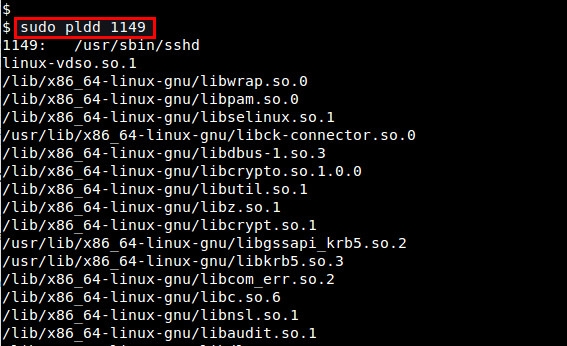 $
$ sudo pldd 1149
1149:   /usr/sbin/sshd
linux-vdso.so.1
/lib/x86_64-linux-gnu/libwrap.so.0
/lib/x86_64-linux-gnu/libpam.so.0
/lib/x86_64-linux-gnu/libselinux.so.1
/usr/lib/x86_64-linux-gnu/libck-connector.so.0
/lib/x86_64-linux-gnu/libdbus-1.so.3
/lib/x86_64-linux-gnu/libcrypto.so.1.0.0
/lib/x86_64-linux-gnu/libutil.so.1
/lib/x86_64-linux-gnu/libz.so.1
/lib/x86_64-linux-gnu/libcrypt.so.1
/usr/lib/x86_64-linux-gnu/libgssapi_krb5.so.2
/usr/lib/x86_64-linux-gnu/libkrb5.so.3
/lib/x86_64-linux-gnu/libcom_err.so.2
/lib/x86_64-linux-gnu/libc.so.6
/lib/x86_64-linux-gnu/libnsl.so.1
/lib/x86_64-linux-gnu/libaudit.so.1